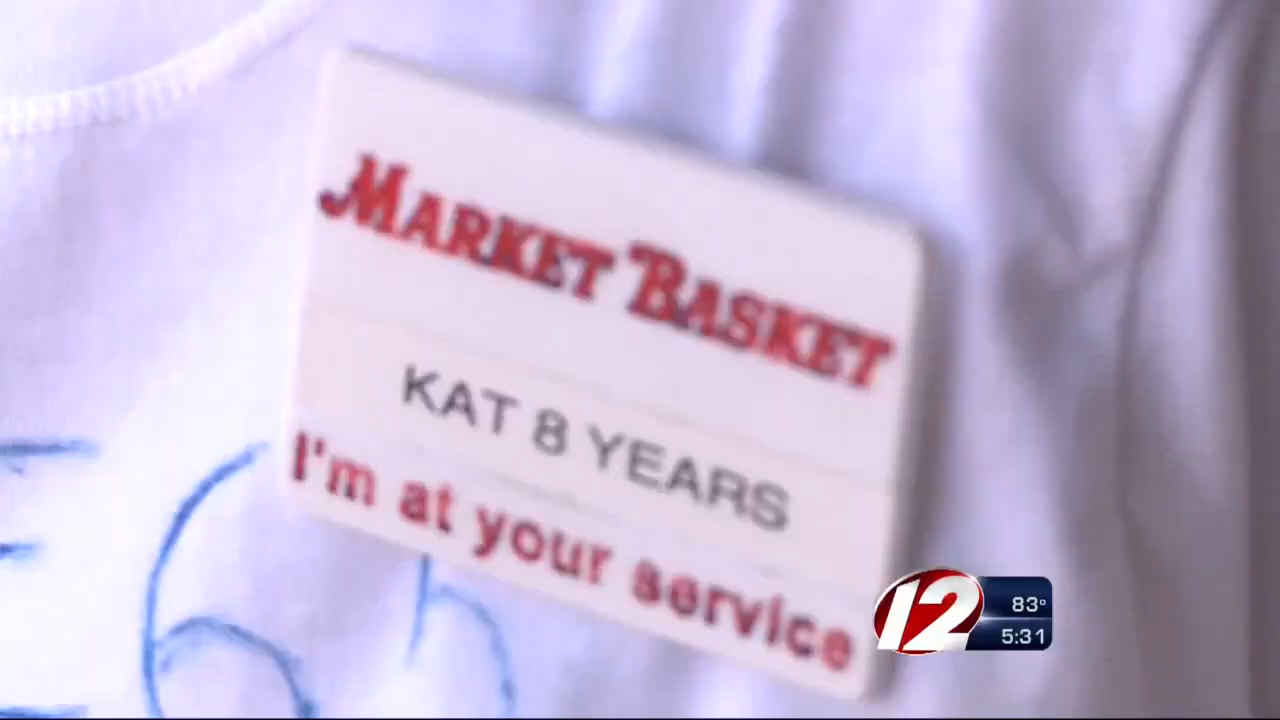 MARKET BASKET
KAT 8 YEARS
I'm at your service
12
83°
5:31